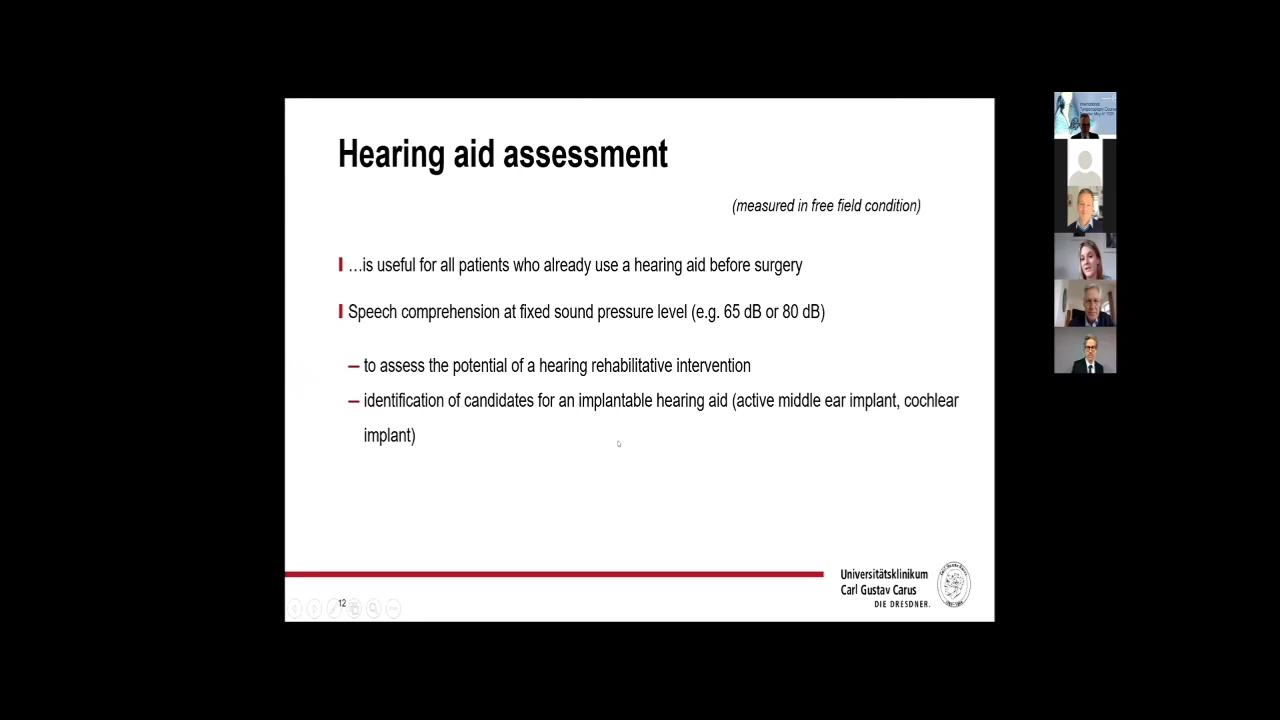 Hearing aid assessment
(measured in free field condition)
…is useful for all patients who already use a hearing aid before surgery
Speech comprehension at fixed sound pressure level (e.g. 65 dB or 80 dB)
– to assess the potential of a hearing rehabilitative intervention
– identification of candidates for an implantable hearing aid (active middle ear implant, cochlear
implant)
Universitätsklinikum
Carl Gustav Carus
DIE DRESDNER.
12
International